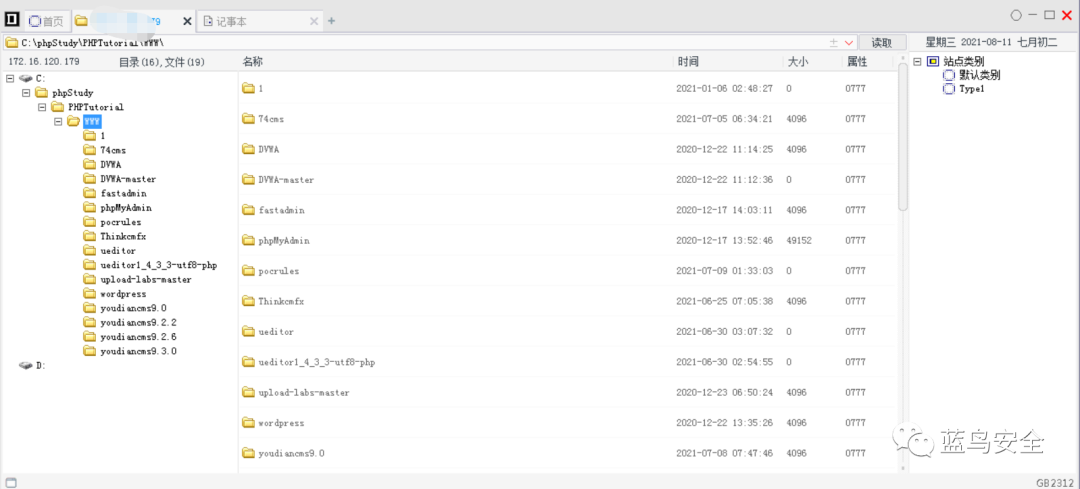 首页 79 记事本
C:\phpStudy\PHPTutorial\WWW\ 读取 星期三 2021-08-11 七月初二
172.16.120.179 目录(16),文件(19) 名称 时间 大小 属性 站点类别
C:
phpStudy
PHPTutorial
WWW
1
74cms
DVWA
DVWA-master
fastadmin
phpMyAdmin
pocrules
Thinkcmfx
ueditor
ueditor1_4_3_3-utf8-php
upload-labs-master
wordpress
youdiancms9.0
youdiancms9.2.2
youdiancms9.2.6
youdiancms9.3.0
D:
1 2021-01-06 02:48:27 0 0777
74cms 2021-07-05 06:34:21 4096 0777
DVWA 2020-12-22 11:14:25 4096 0777
DVWA-master 2020-12-22 11:12:36 0 0777
fastadmin 2020-12-17 14:03:11 4096 0777
phpMyAdmin 2020-12-17 13:52:46 49152 0777
pocrules 2021-07-09 01:33:03 0 0777
Thinkcmfx 2021-06-25 07:05:38 4096 0777
ueditor 2021-06-30 03:07:32 0 0777
ueditor1_4_3_3-utf8-php 2021-06-30 02:54:55 0 0777
upload-labs-master 2020-12-23 06:50:24 4096 0777
wordpress 2020-12-22 13:35:26 4096 0777
youdiancms9.0 2021-07-08 07:47:46 4096 0777
默认类别
Type1
蓝鸟安全
GB2312